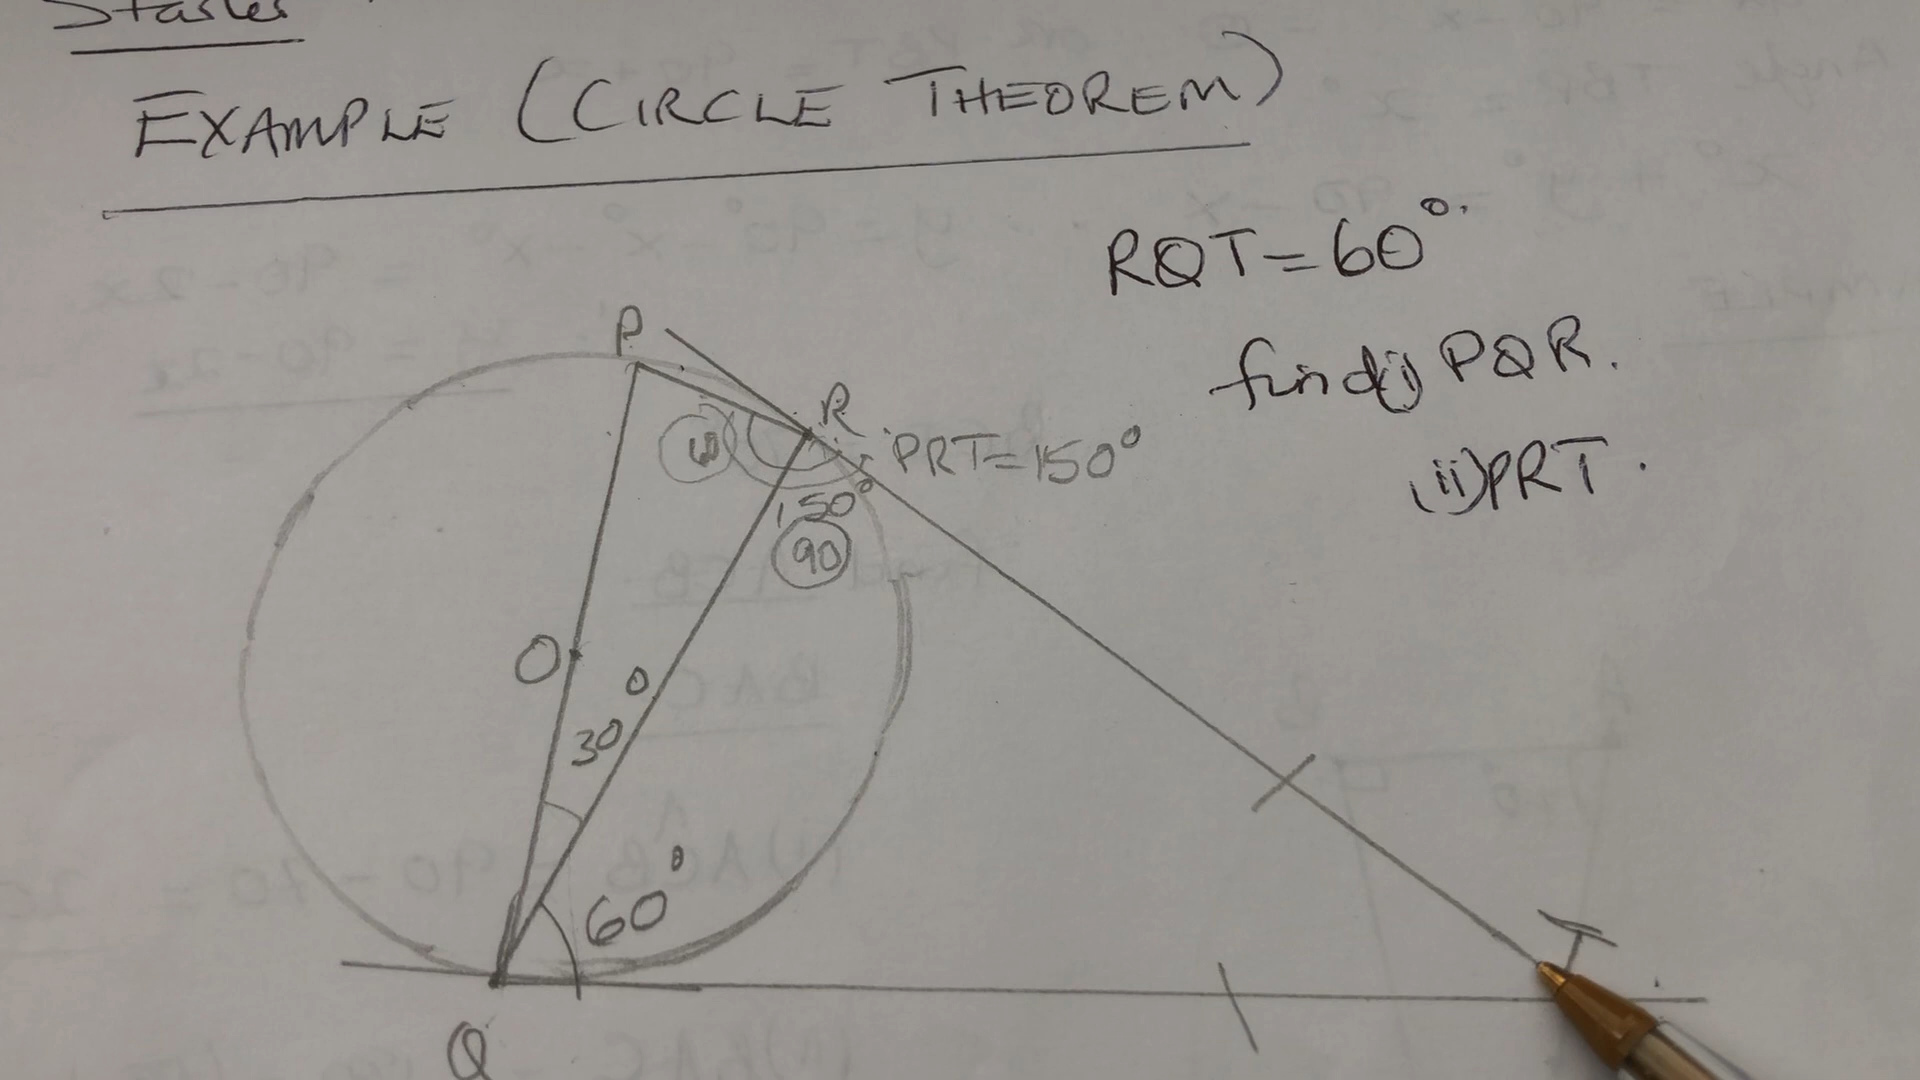 EXAMPLE (CIRCLE THEOREM)
RQT=60°.
find(i) PQR.
(ii)PRT.
P
R
60
PRT=150°
150°
90
O
30°
60°
T
Q